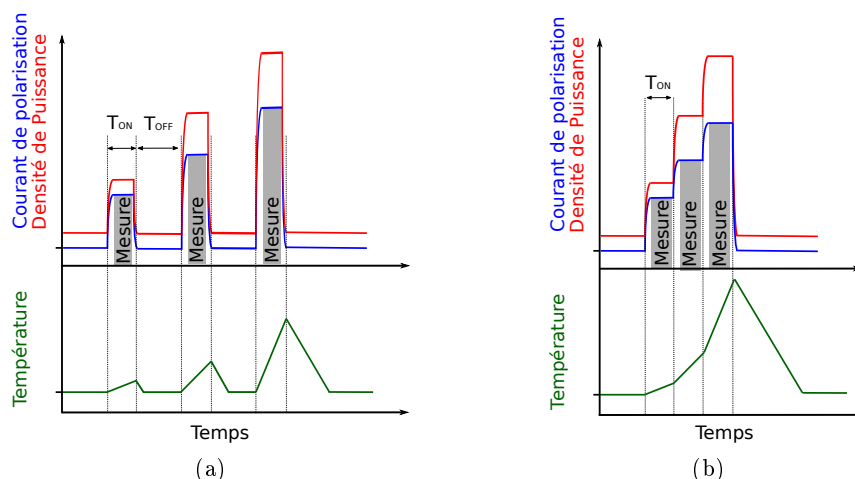 Courant de polarisation
Densité de Puissance
TON
TOFF
Mesure
Mesure
Mesure
Température
Temps
(a)
Courant de polarisation
Densité de Puissance
TON
Mesure
Mesure
Mesure
Température
Temps
(b)